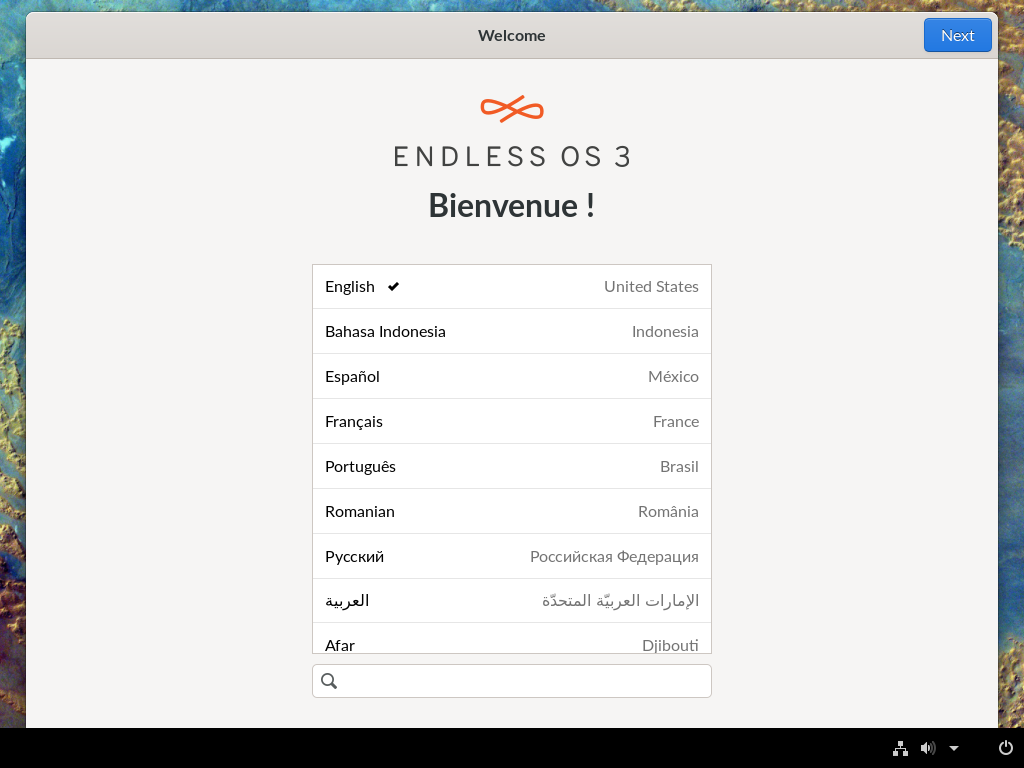 Welcome
Next
ENDLESS OS 3
Bienvenue !
English United States
Bahasa Indonesia Indonesia
Español México
Français France
Português Brasil
Romanian România
Русский Российская Федерация
العربية الإمارات العربيّة المتحدّة
Afar Djibouti